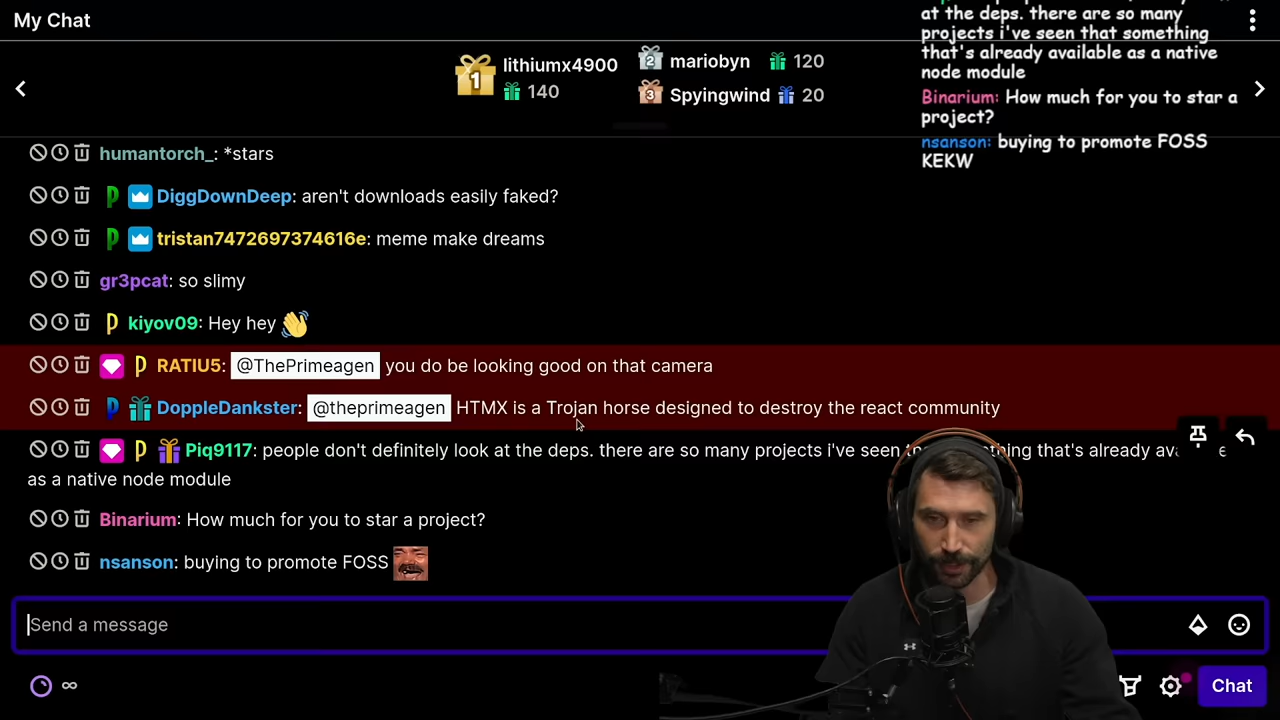 My Chat
lithiumx4900
140
mariobyn 120
Spyingwind 20
at the deps. there are so many
projects i've seen that something
that's already available as a native
node module
Binarium: How much for you to star a
project?
nsanson: buying to promote FOSS
KEKW
humantorch_: *stars
DiggDownDeep: aren't downloads easily faked?
tristan7472697374616e: meme make dreams
gr3pcat: so slimy
kiyov09: Hey hey
RATIU5: @ThePrimeagen you do be looking good on that camera
DoppleDankster: @theprimeagen HTMX is a Trojan horse designed to destroy the react community
Piq9117: people don't definitely look at the deps. there are so many projects i've seen that's already
as a native node module
Binarium: How much for you to star a project?
nsanson: buying to promote FOSS
Send a message
Chat